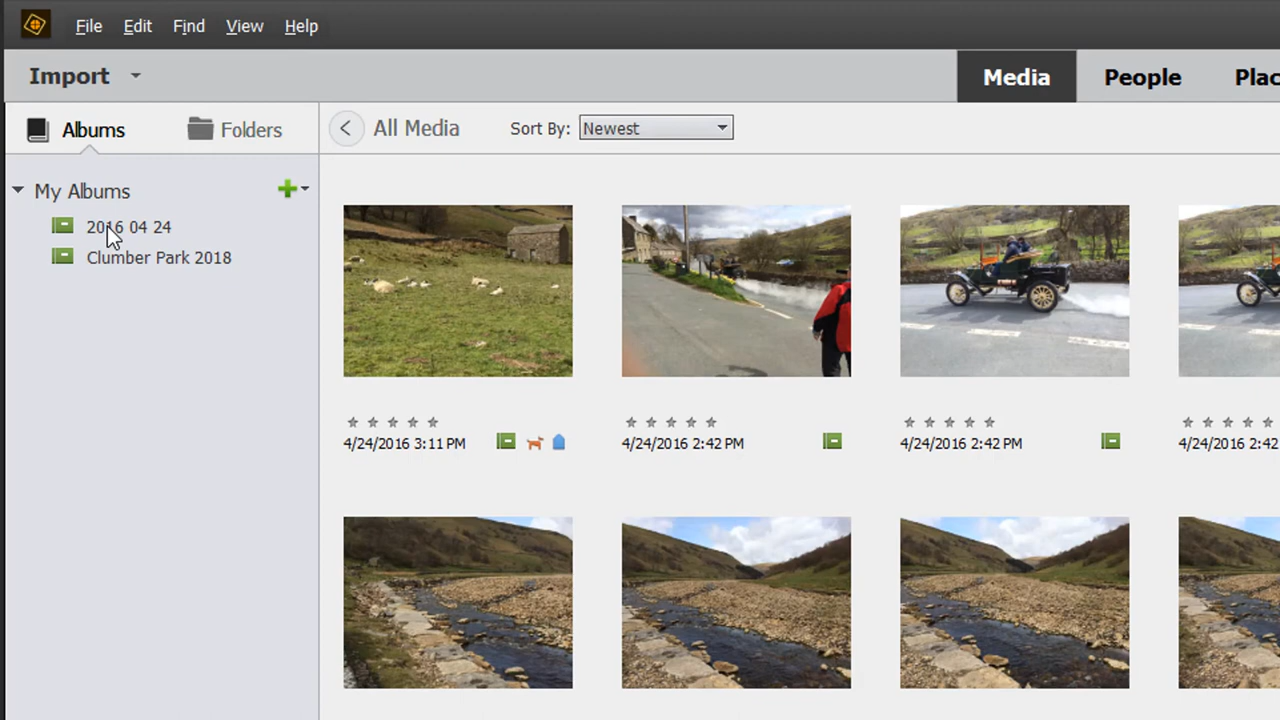 File Edit Find View Help
Import Media People Plac
Albums Folders All Media Sort By: Newest
My Albums
2016 04 24
Clumber Park 2018
4/24/2016 3:11 PM 4/24/2016 2:42 PM 4/24/2016 2:42 PM 4/24/2016 2:42